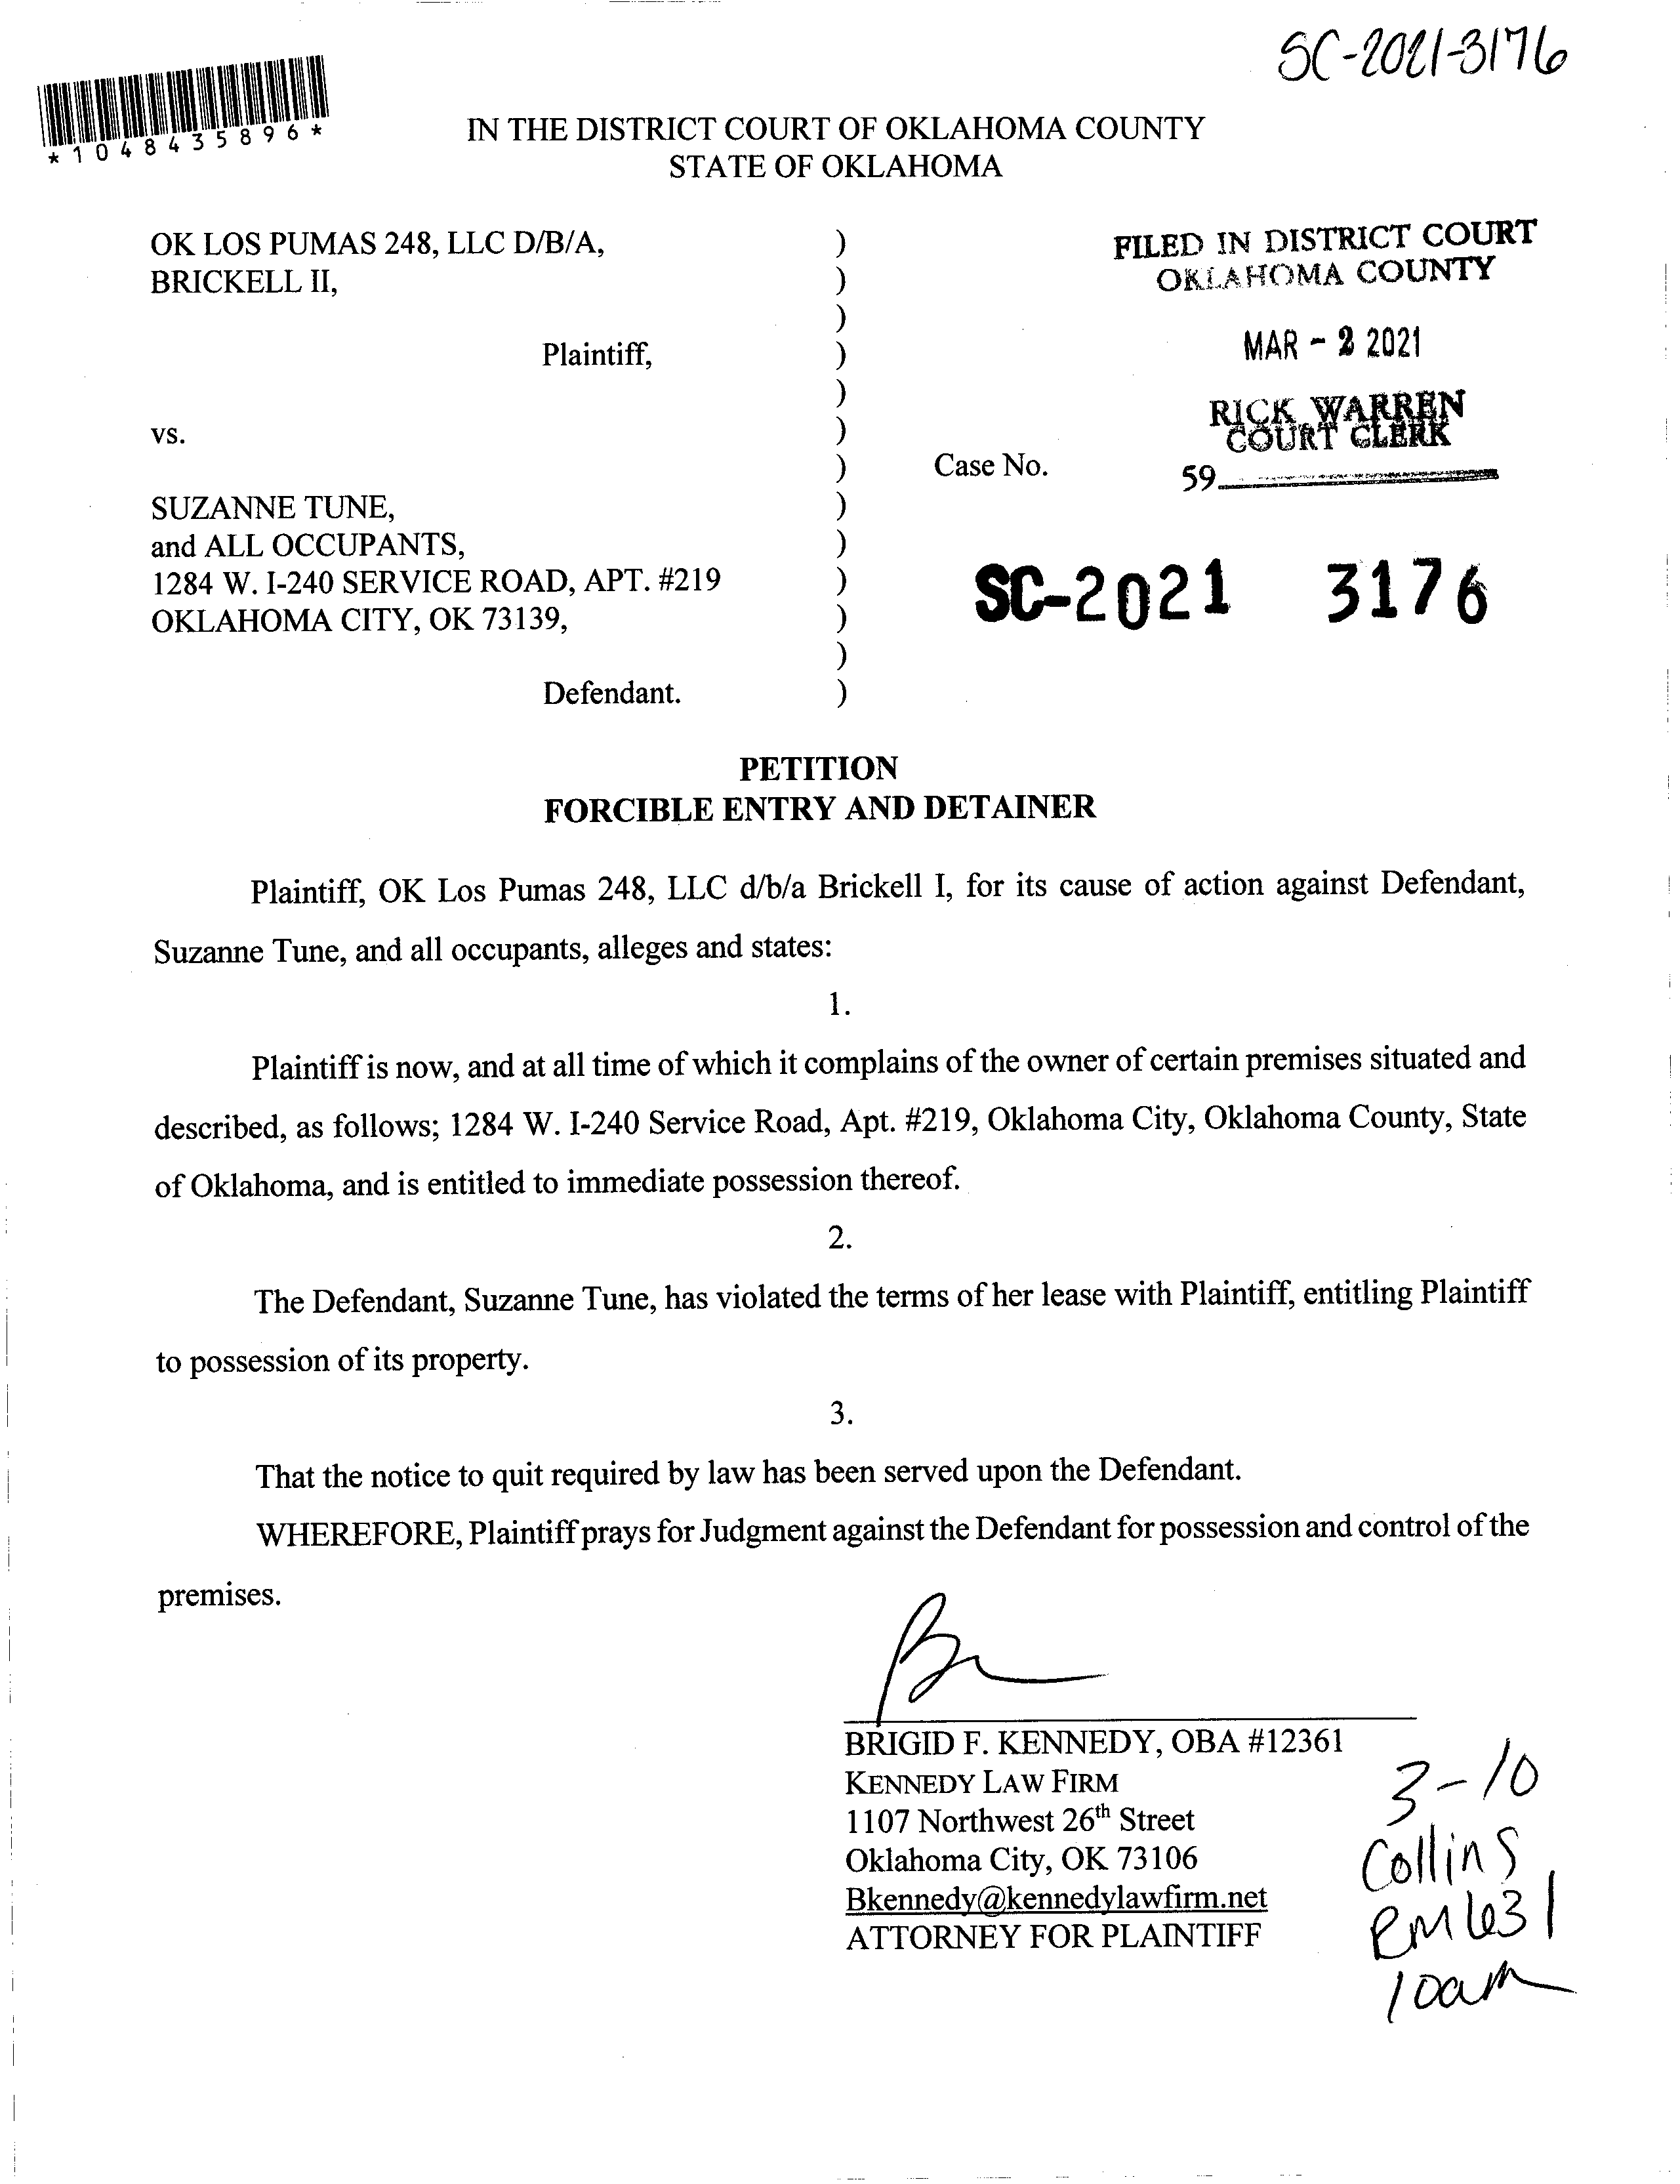 SC-2021-3176
*1048435896*
IN THE DISTRICT COURT OF OKLAHOMA COUNTY
STATE OF OKLAHOMA
OK LOS PUMAS 248, LLC D/B/A, )
BRICKELL II, )
)
Plaintiff, )
)
vs. )
)
SUZANNE TUNE, )
and ALL OCCUPANTS, )
1284 W. I-240 SERVICE ROAD, APT. #219 )
OKLAHOMA CITY, OK 73139, )
)
Defendant. )
FILED IN DISTRICT COURT
OKLAHOMA COUNTY
MAR - 2 2021
RICK WARREN
COURT CLERK
Case No.
59
SC-2021 3176
PETITION
FORCIBLE ENTRY AND DETAINER
Plaintiff, OK Los Pumas 248, LLC d/b/a Brickell I, for its cause of action against Defendant,
Suzanne Tune, and all occupants, alleges and states:
1.
Plaintiff is now, and at all time of which it complains of the owner of certain premises situated and
described, as follows; 1284 W. I-240 Service Road, Apt. #219, Oklahoma City, Oklahoma County, State
of Oklahoma, and is entitled to immediate possession thereof.
2.
The Defendant, Suzanne Tune, has violated the terms of her lease with Plaintiff, entitling Plaintiff
to possession of its property.
3.
That the notice to quit required by law has been served upon the Defendant.
WHEREFORE, Plaintiff prays for Judgment against the Defendant for possession and control of the
premises.
BRIGID F. KENNEDY, OBA #12361
KENNEDY LAW FIRM
1107 Northwest 26th Street
Oklahoma City, OK 73106
Bkennedy@kennedylawfirm.net
ATTORNEY FOR PLAINTIFF
3-10
Collins
RM 631
10am